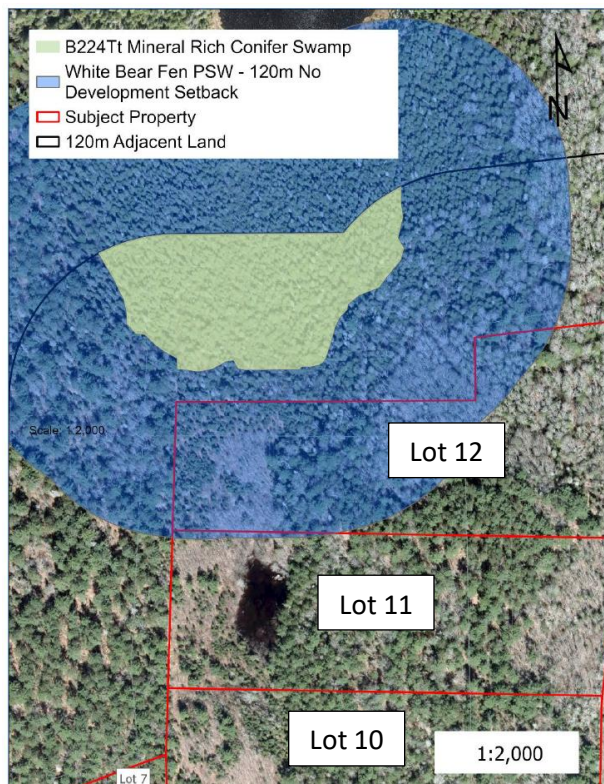 B224Tt Mineral Rich Conifer Swamp
White Bear Fen PSW - 120m No
Development Setback
Subject Property
120m Adjacent Land
N
Scale: 1:2,000
Lot 12
Lot 11
Lot 10
1:2,000
Lot 7